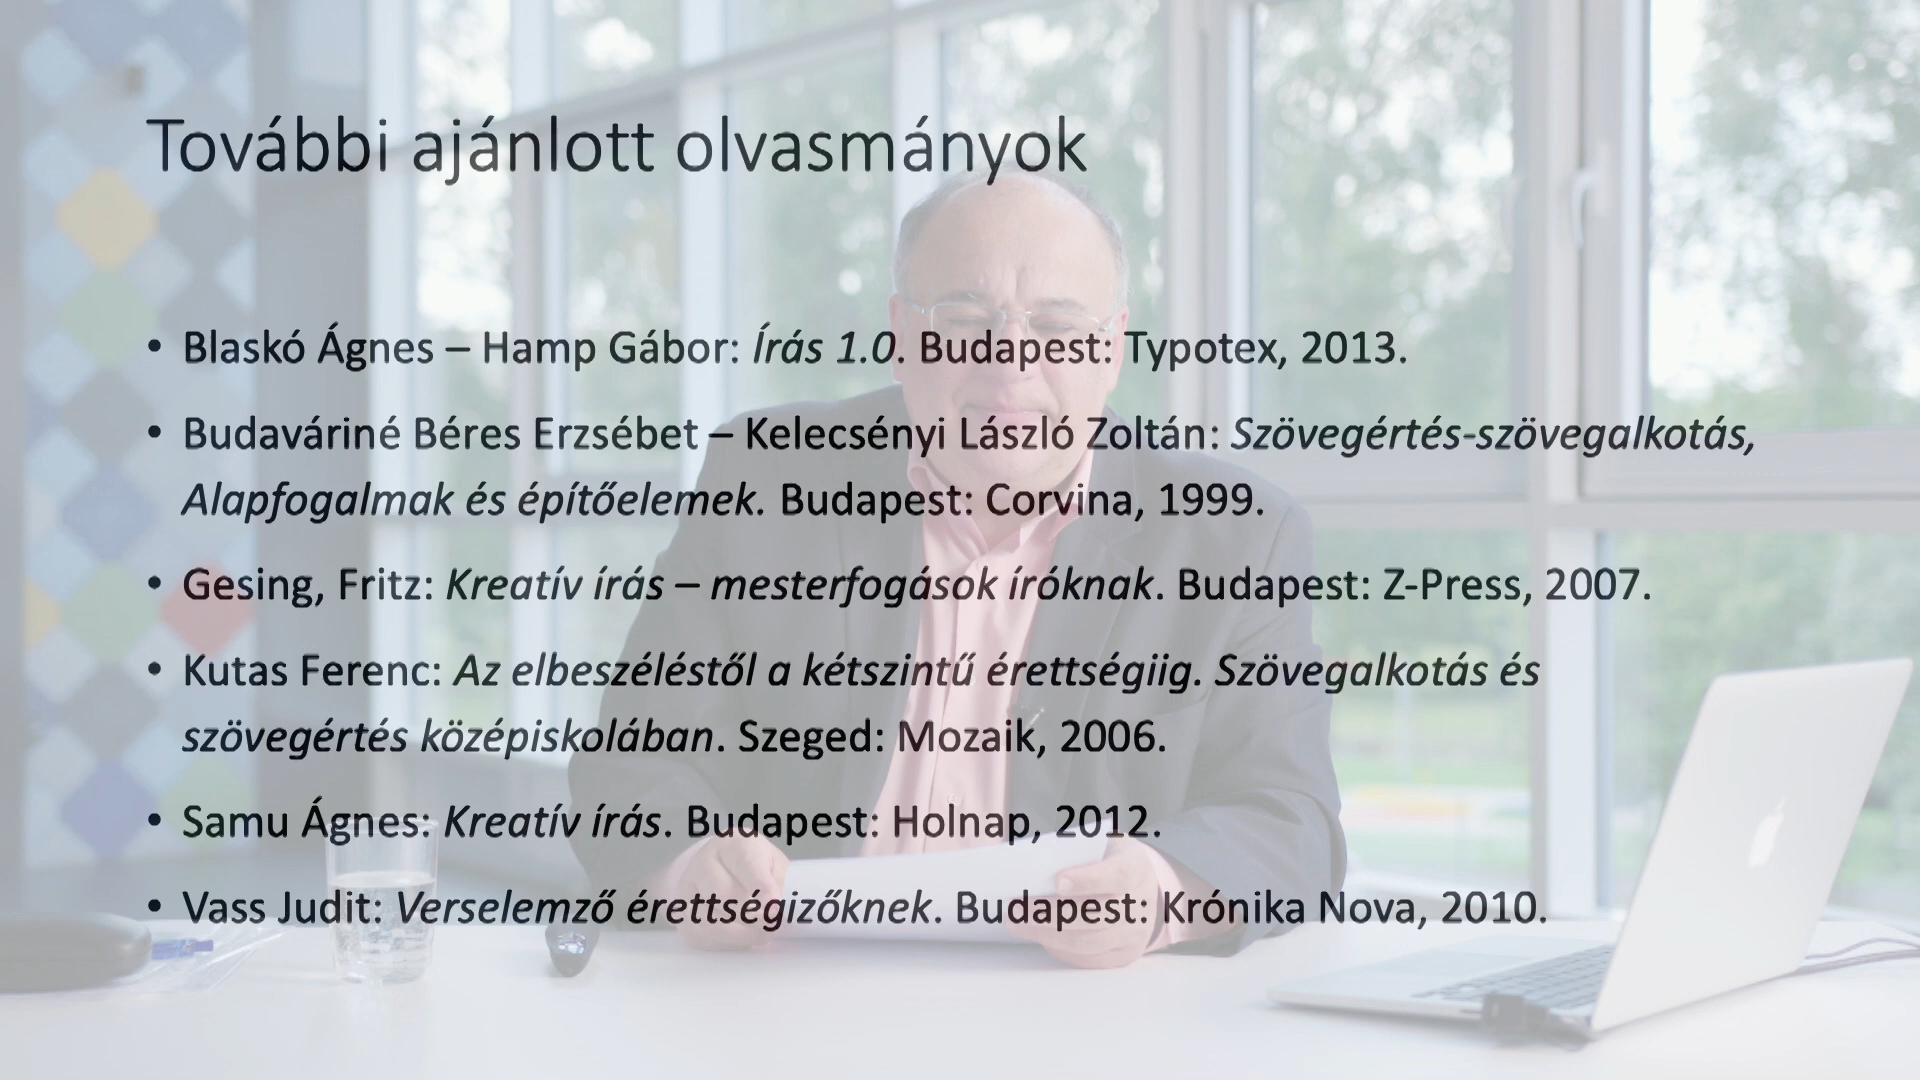 További ajánlott olvasmányok
• Blaskó Ágnes – Hamp Gábor: Írás 1.0. Budapest: Typotex, 2013.
• Budaváriné Béres Erzsébet – Kelecsényi László Zoltán: Szövegértés-szövegalkotás,
Alapfogalmak és építőelemek. Budapest: Corvina, 1999.
• Gesing, Fritz: Kreatív írás – mesterfogások íróknak. Budapest: Z-Press, 2007.
• Kutas Ferenc: Az elbeszéléstől a kétszintű érettségiig. Szövegalkotás és
szövegértés középiskolában. Szeged: Mozaik, 2006.
• Samu Ágnes: Kreatív írás. Budapest: Holnap, 2012.
• Vass Judit: Verselemző érettségizőknek. Budapest: Krónika Nova, 2010.